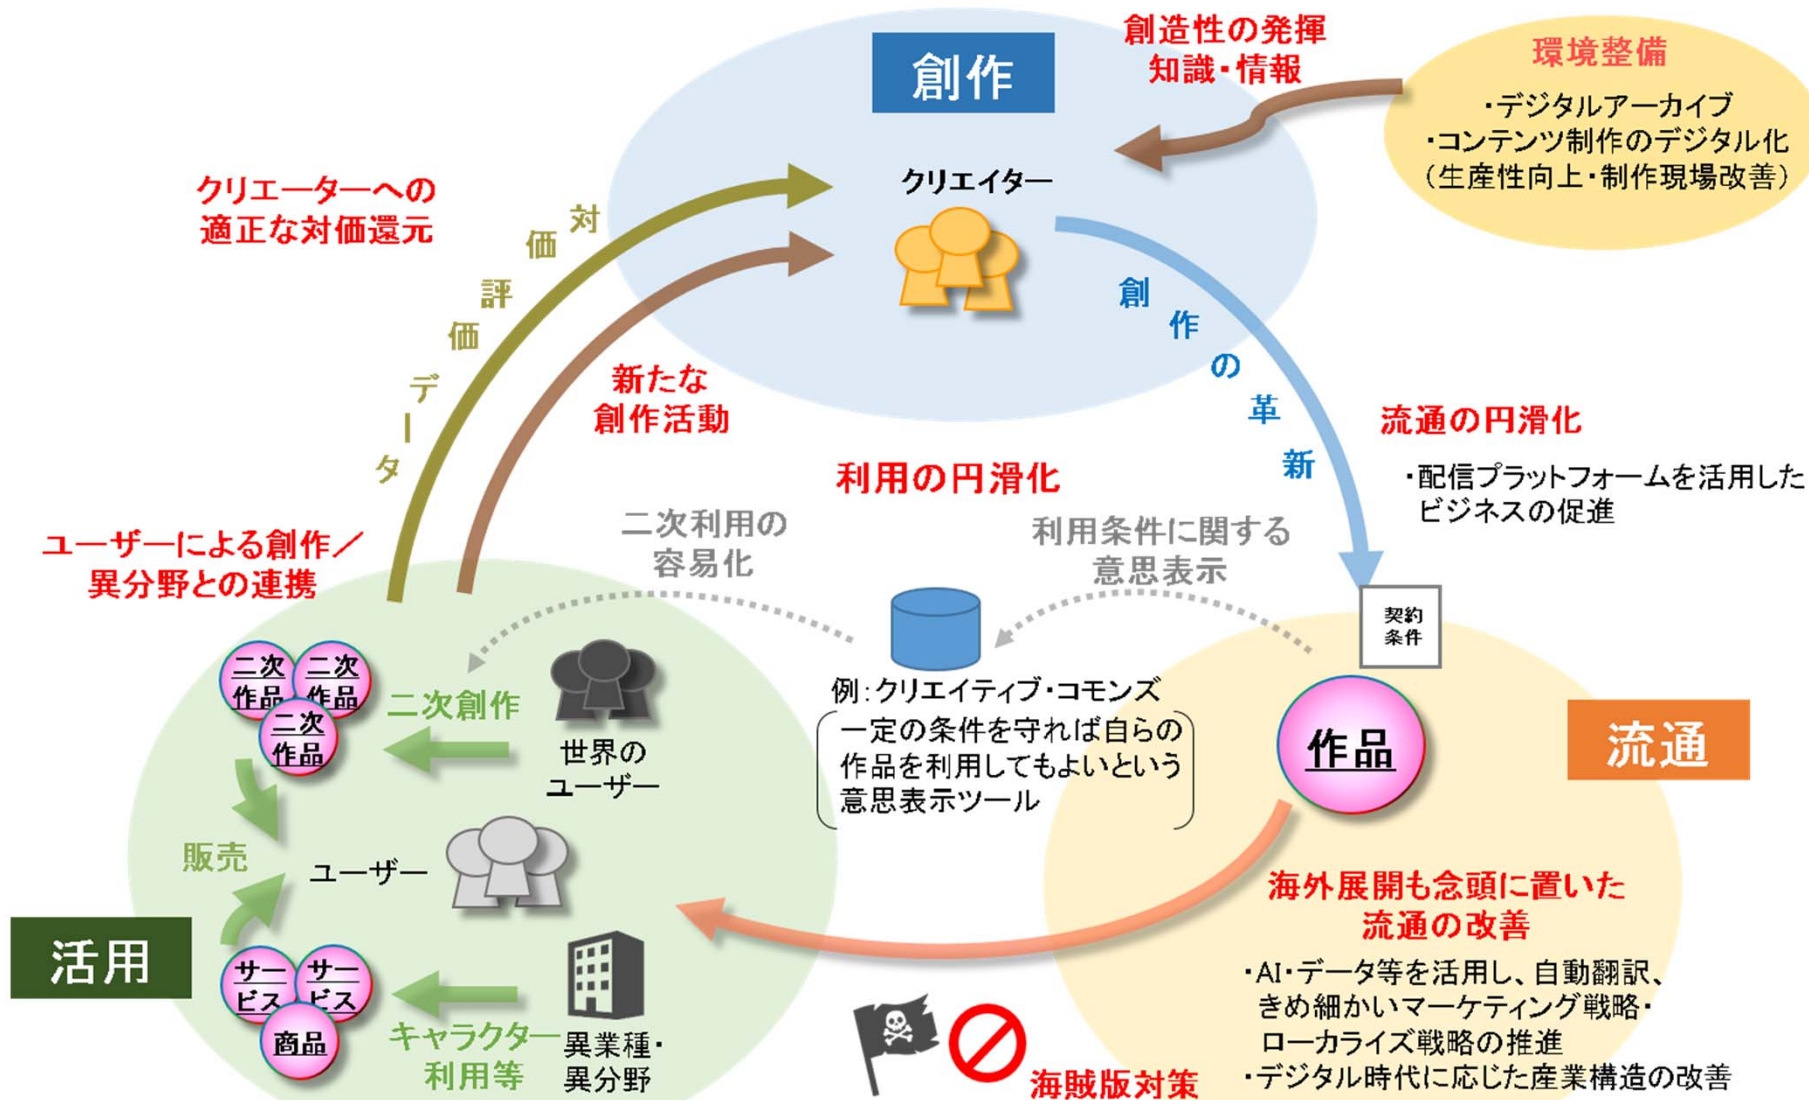 創作
創造性の発揮
知識・情報
環境整備
・デジタルアーカイブ
・コンテンツ制作のデジタル化
（生産性向上・制作現場改善）
クリエイター
クリエーターへの
適正な対価還元
対価
評価データ
新たな
創作活動
創作の革新
流通の円滑化
・配信プラットフォームを活用した
ビジネスの促進
利用の円滑化
二次利用の
容易化
利用条件に関する
意思表示
ユーザーによる創作／
異分野との連携
契約
条件
例：クリエイティブ・コモンズ
一定の条件を守れば自らの
作品を利用してもよいという
意思表示ツール
作品
流通
二次
作品
二次
作品
二次
作品
二次創作
世界の
ユーザー
販売
ユーザー
活用
サー
ビス
サー
ビス
商品
キャラクター
利用等
異業種・
異分野
海賊版対策
海外展開も念頭に置いた
流通の改善
・AI・データ等を活用し、自動翻訳、
きめ細かいマーケティング戦略・
ローカライズ戦略の推進
・デジタル時代に応じた産業構造の改善